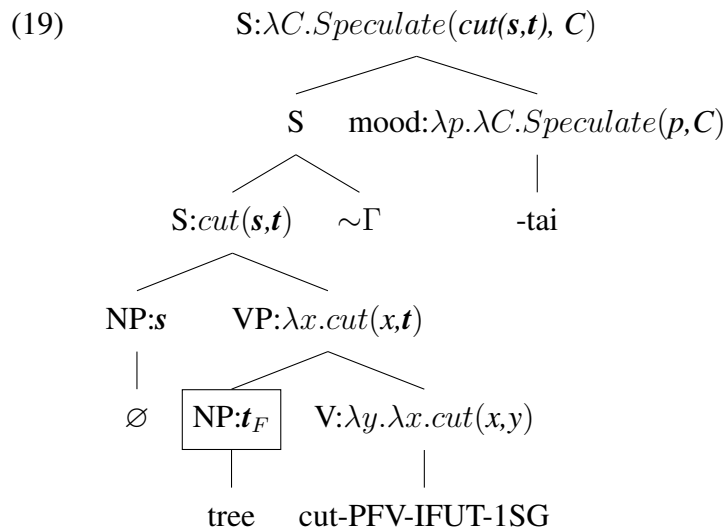 (19) S:λC.Speculate(cut(s,t), C)
S mood:λp.λC.Speculate(p,C)
S:cut(s,t) ∼Γ -tai
NP:s VP:λx.cut(x,t)
∅ NP:t_F V:λy.λx.cut(x,y)
tree cut-PFV-IFUT-1SG